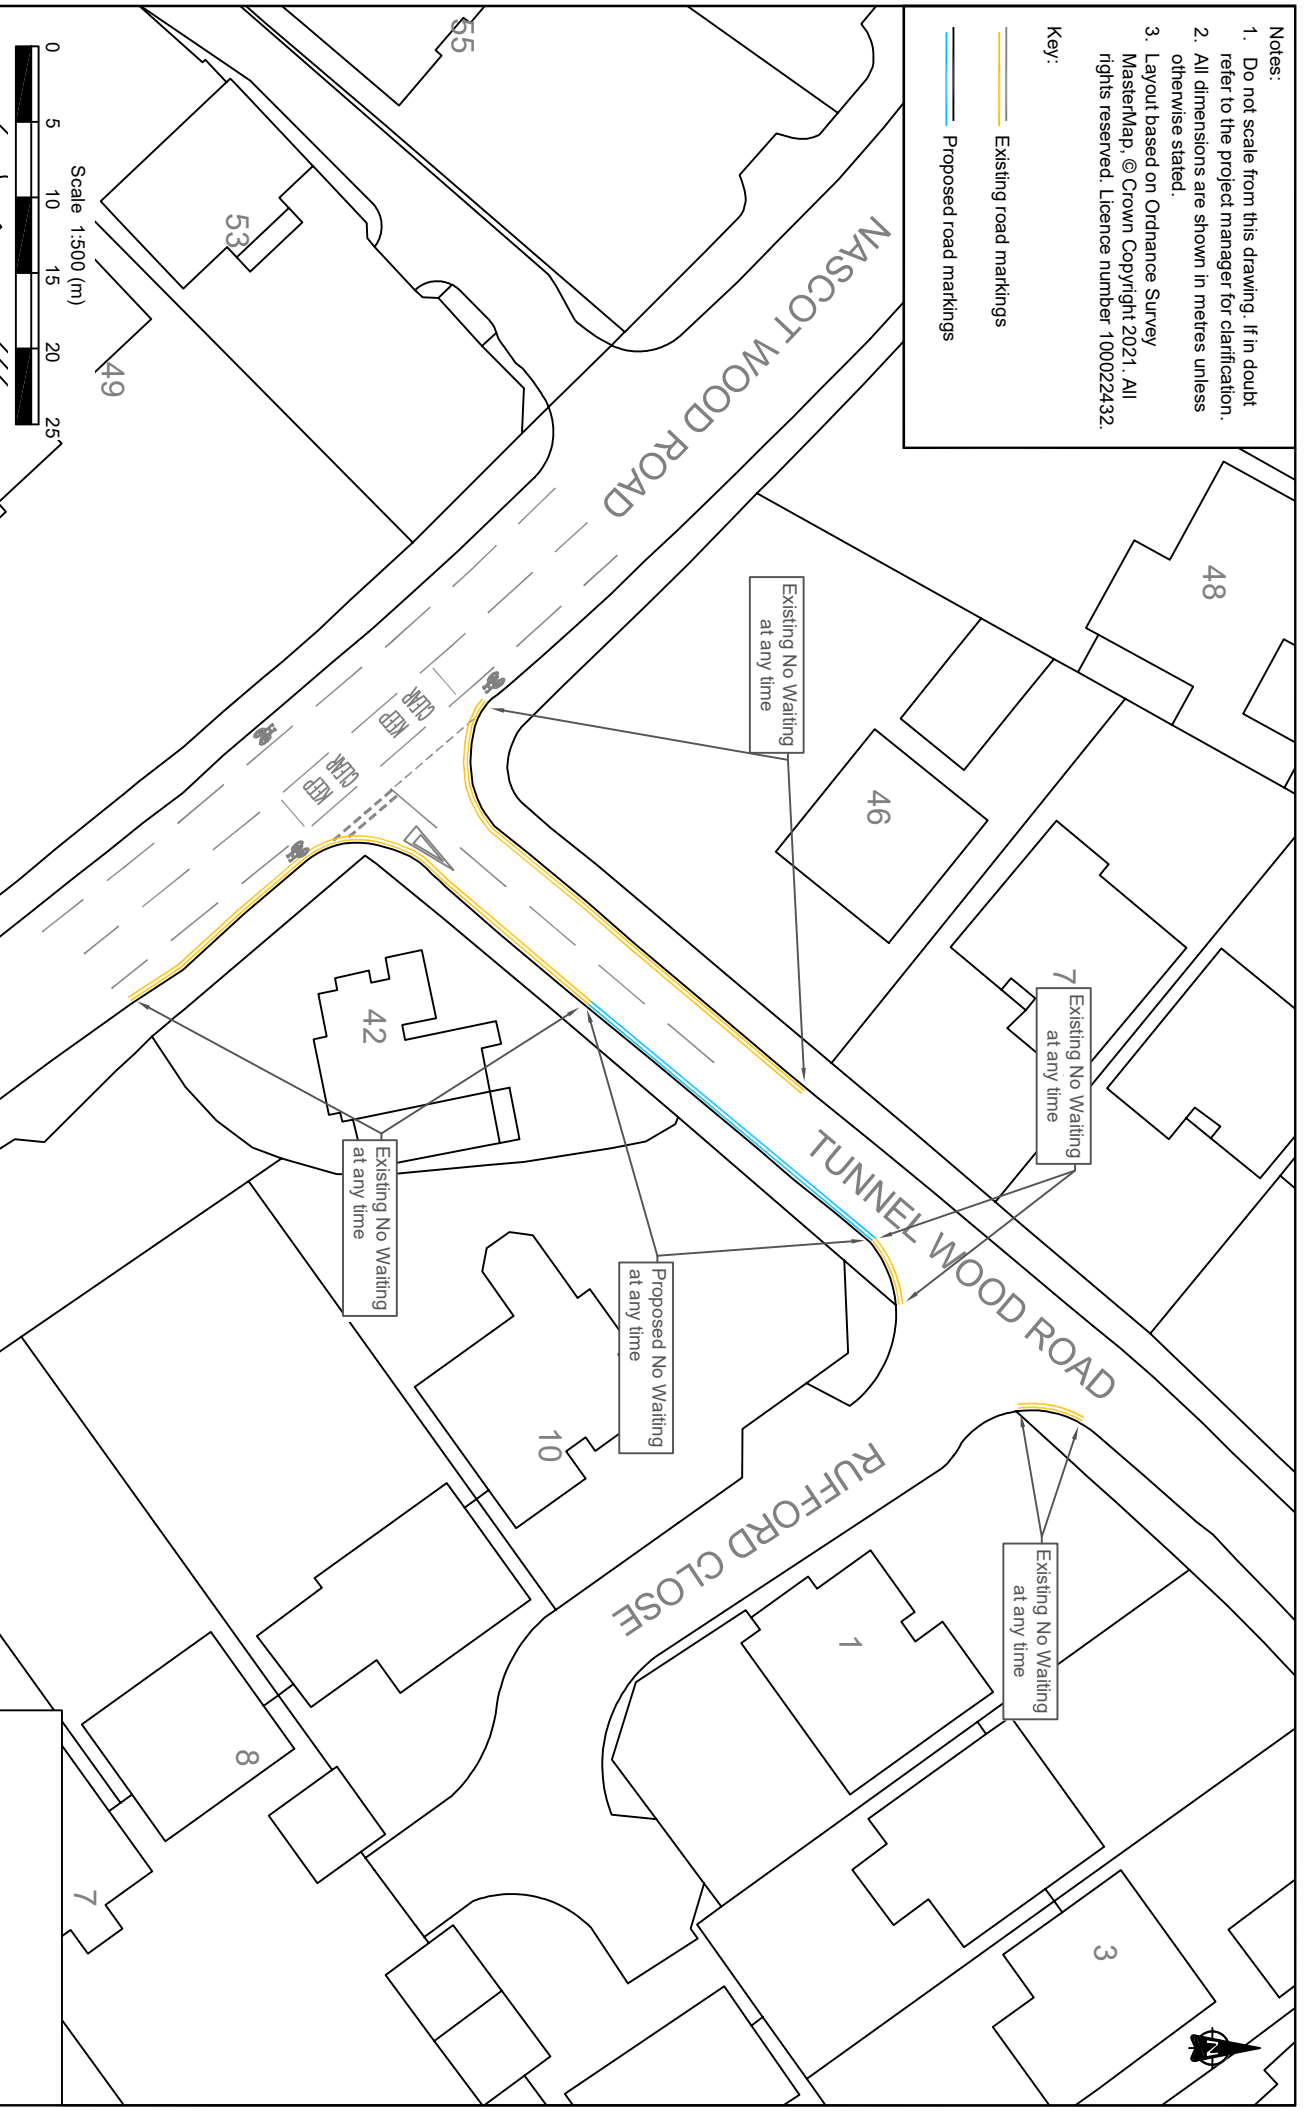 Notes:
1. Do not scale from this drawing. If in doubt
refer to the project manager for clarification.
2. All dimensions are shown in metres unless
otherwise stated.
3. Layout based on Ordnance Survey
MasterMap, © Crown Copyright 2021. All
rights reserved. Licence number 100022432.
Key:
Existing road markings
Proposed road markings
NASCOT WOOD ROAD
TUNNEL WOOD ROAD
RUFFORD CLOSE
48
46
7
Existing No Waiting
at any time
Existing No Waiting
at any time
Existing No Waiting
at any time
Proposed No Waiting
at any time
Existing No Waiting
at any time
KEEP
CLEAR
KEEP
CLEAR
55
53
49
42
10
1
3
8
7
N
Scale 1:500 (m)
0 5 10 15 20 25